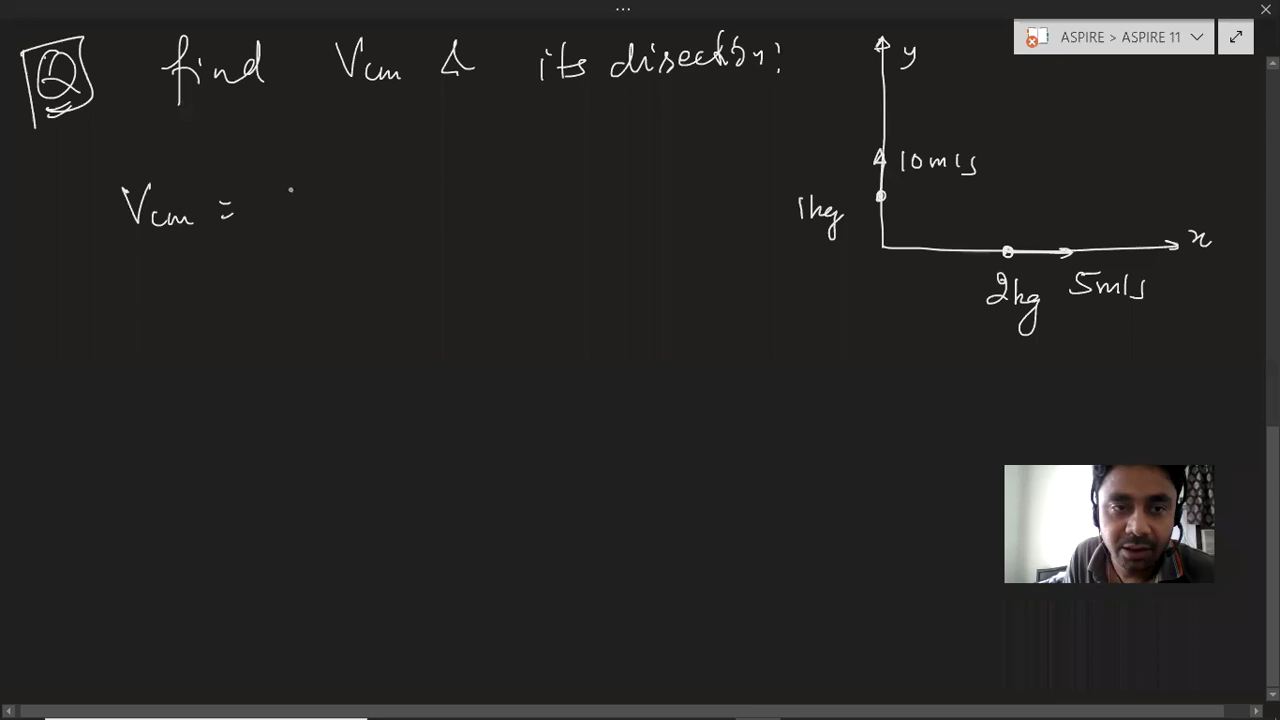 Q find Vcm & its direction?
ASPIRE > ASPIRE 11
y
10m/s
1kg
x
2kg 5m/s
Vcm =